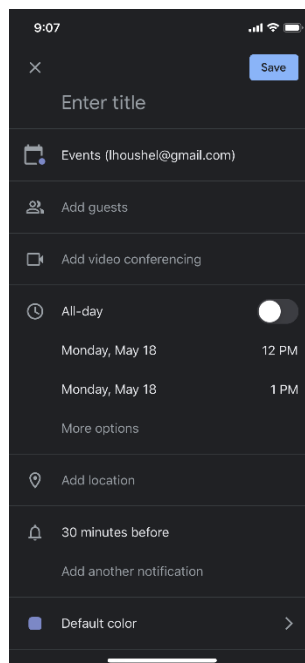 9:07
Save
Enter title
Events (lhoushel@gmail.com)
Add guests
Add video conferencing
All-day
Monday, May 18 12 PM
Monday, May 18 1 PM
More options
Add location
30 minutes before
Add another notification
Default color